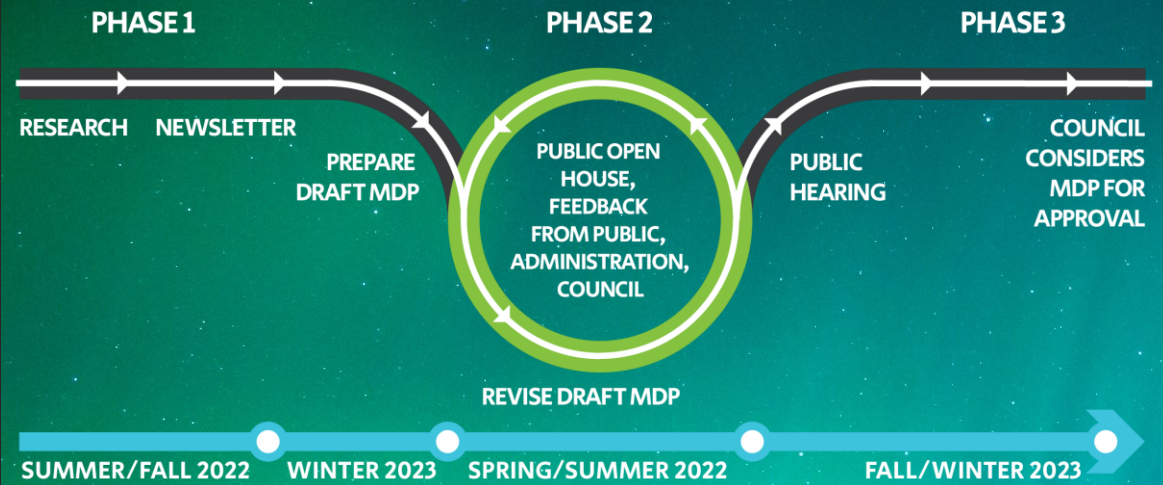 PHASE 1
PHASE 2
PHASE 3
RESEARCH
NEWSLETTER
PREPARE
DRAFT MDP
PUBLIC OPEN
HOUSE,
FEEDBACK
FROM PUBLIC,
ADMINISTRATION,
COUNCIL
REVISE DRAFT MDP
PUBLIC
HEARING
COUNCIL
CONSIDERS
MDP FOR
APPROVAL
SUMMER/FALL 2022
WINTER 2023
SPRING/SUMMER 2022
FALL/WINTER 2023